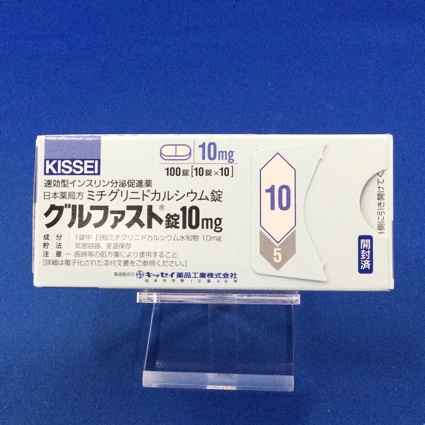 KISSEI
10mg
100錠[10錠×10]
速効型インスリン分泌促進薬
日本薬局方 ミチグリニドカルシウム錠
グルファスト®錠10mg
成 分:1錠中 日局ミチグリニドカルシウム水和物 10mg
貯 法:気密容器、室温保存
注 意-医師等の処方箋により使用すること
[詳細は電子化された添付文書をご参照ください。]
製造販売元 キッセイ薬品工業株式会社
10
5
開封済